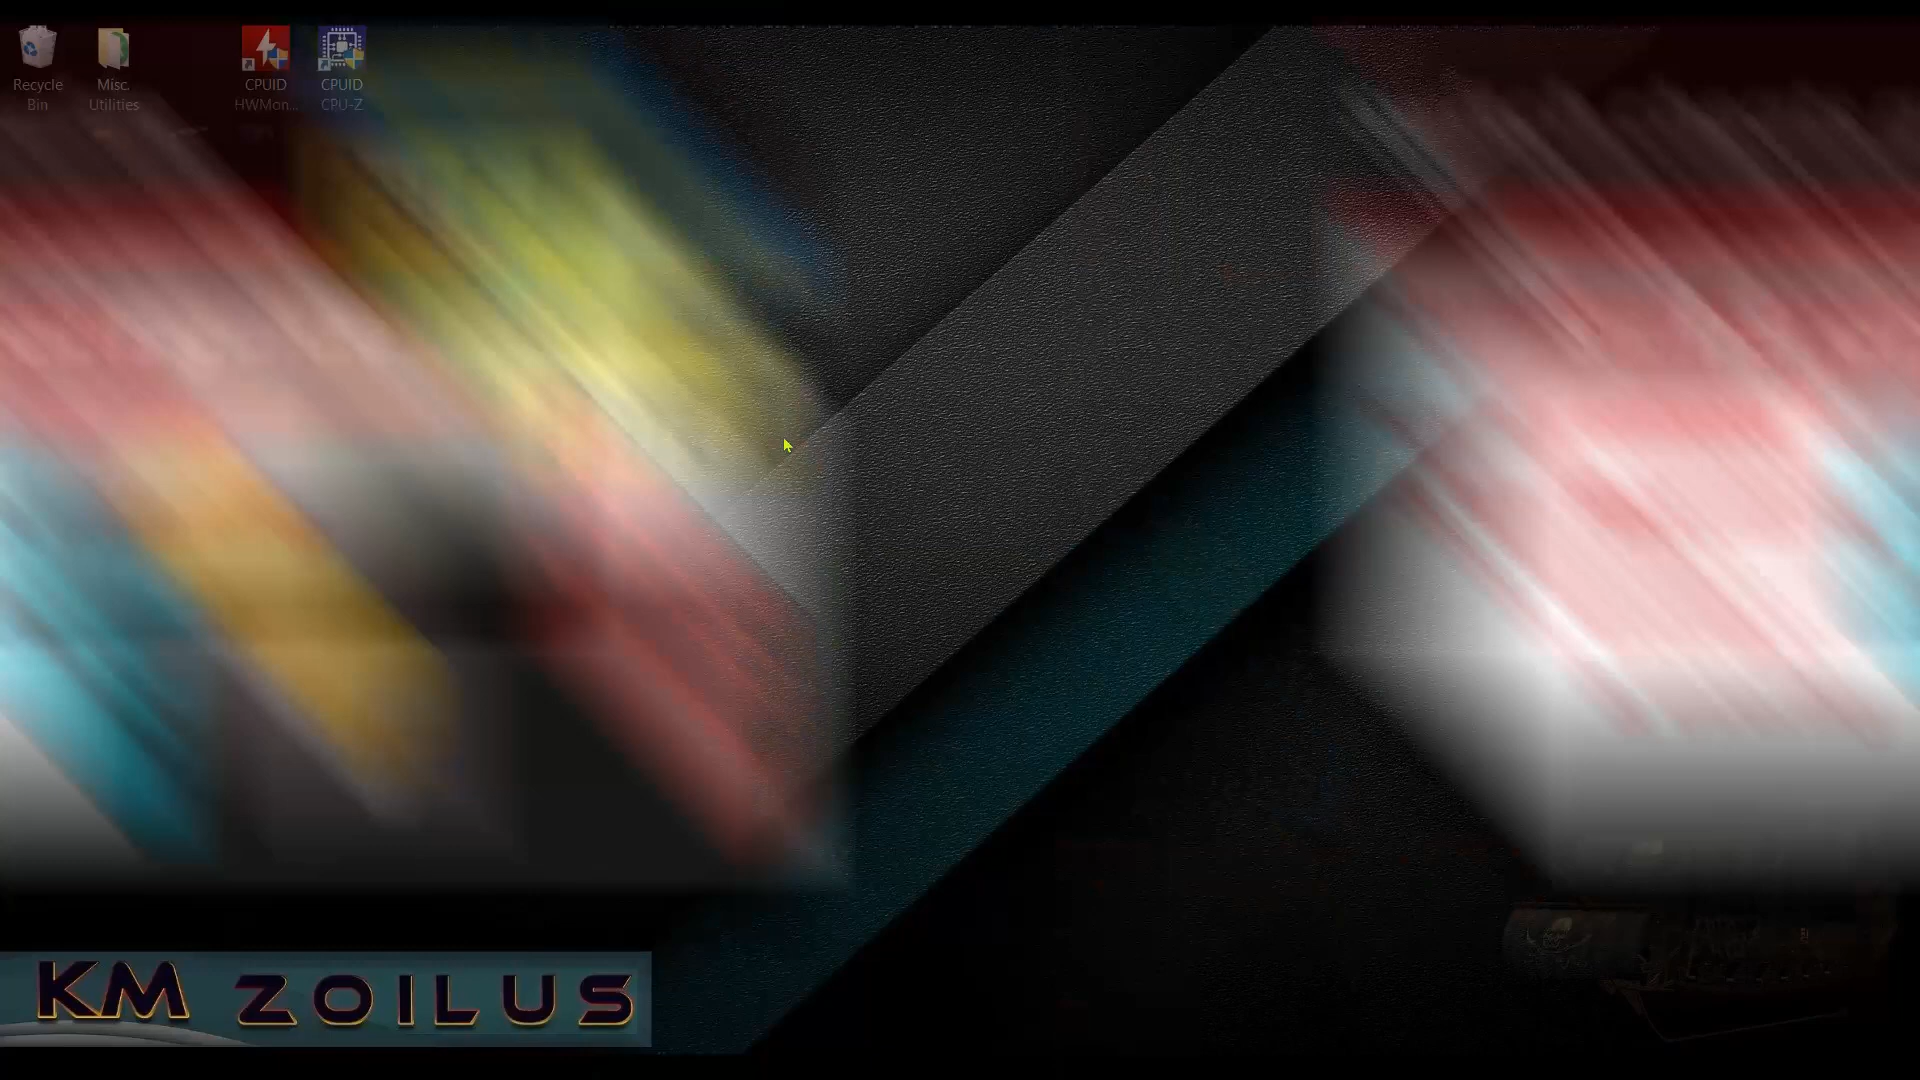 Recycle
Bin
Misc.
Utilities
CPUID
HWMon...
CPUID
CPU-Z
KM ZOILUS